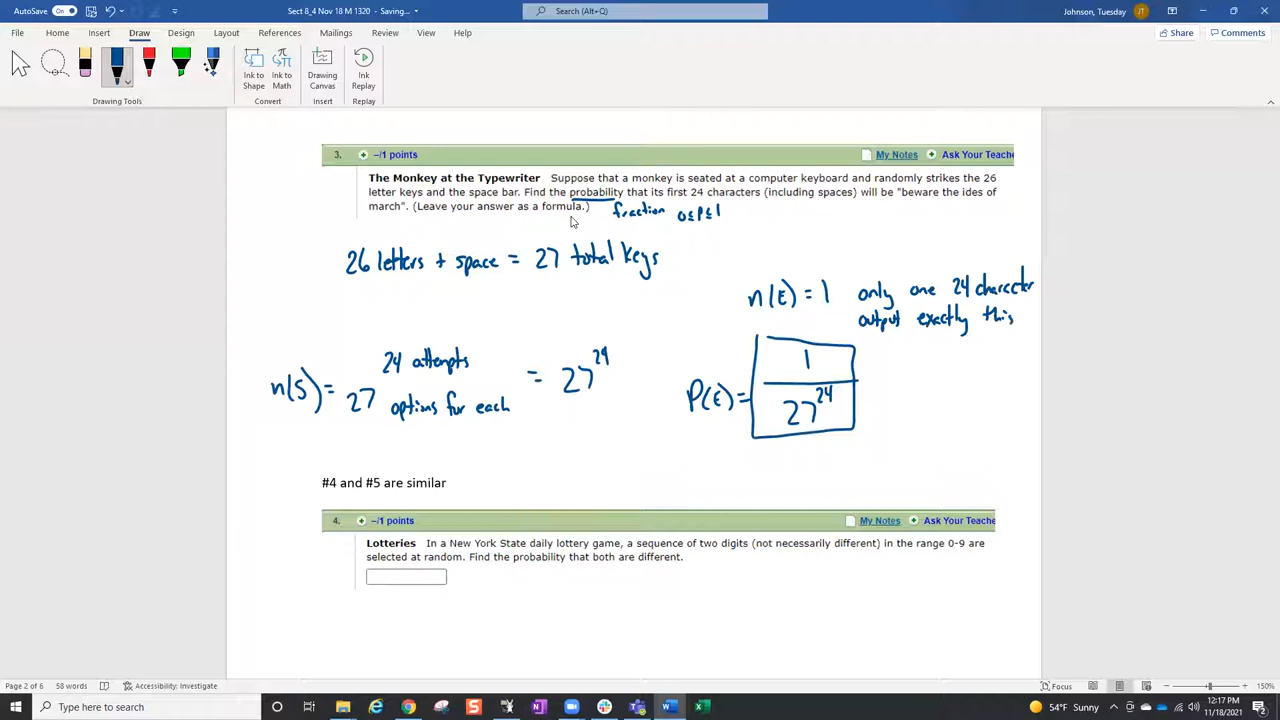 AutoSave On Sect 8_4 Nov 18 M 1320 - Saving... Search (Alt+Q) Johnson, Tuesday JT
File Home Insert Draw Design Layout References Mailings Review View Help Share Comments
Ink to Shape Ink to Math Drawing Canvas Ink Replay
Drawing Tools Convert Insert Replay
3. –/1 points My Notes Ask Your Teache
The Monkey at the Typewriter Suppose that a monkey is seated at a computer keyboard and randomly strikes the 26
letter keys and the space bar. Find the probability that its first 24 characters (including spaces) will be "beware the ides of
march". (Leave your answer as a formula.)
fraction 0≤P≤1
26 letters + space = 27 total keys
n(E) = 1 only one 24 character
output exactly this
n(S) = 27 24 attempts
options for each = 27^24
P(E) = 1/27^24
#4 and #5 are similar
4. –/1 points My Notes Ask Your Teache
Lotteries In a New York State daily lottery game, a sequence of two digits (not necessarily different) in the range 0-9 are
selected at random. Find the probability that both are different.
Page 2 of 6 58 words Accessibility: Investigate Focus 150%
Type here to search 54°F Sunny 12:17 PM
11/18/2021